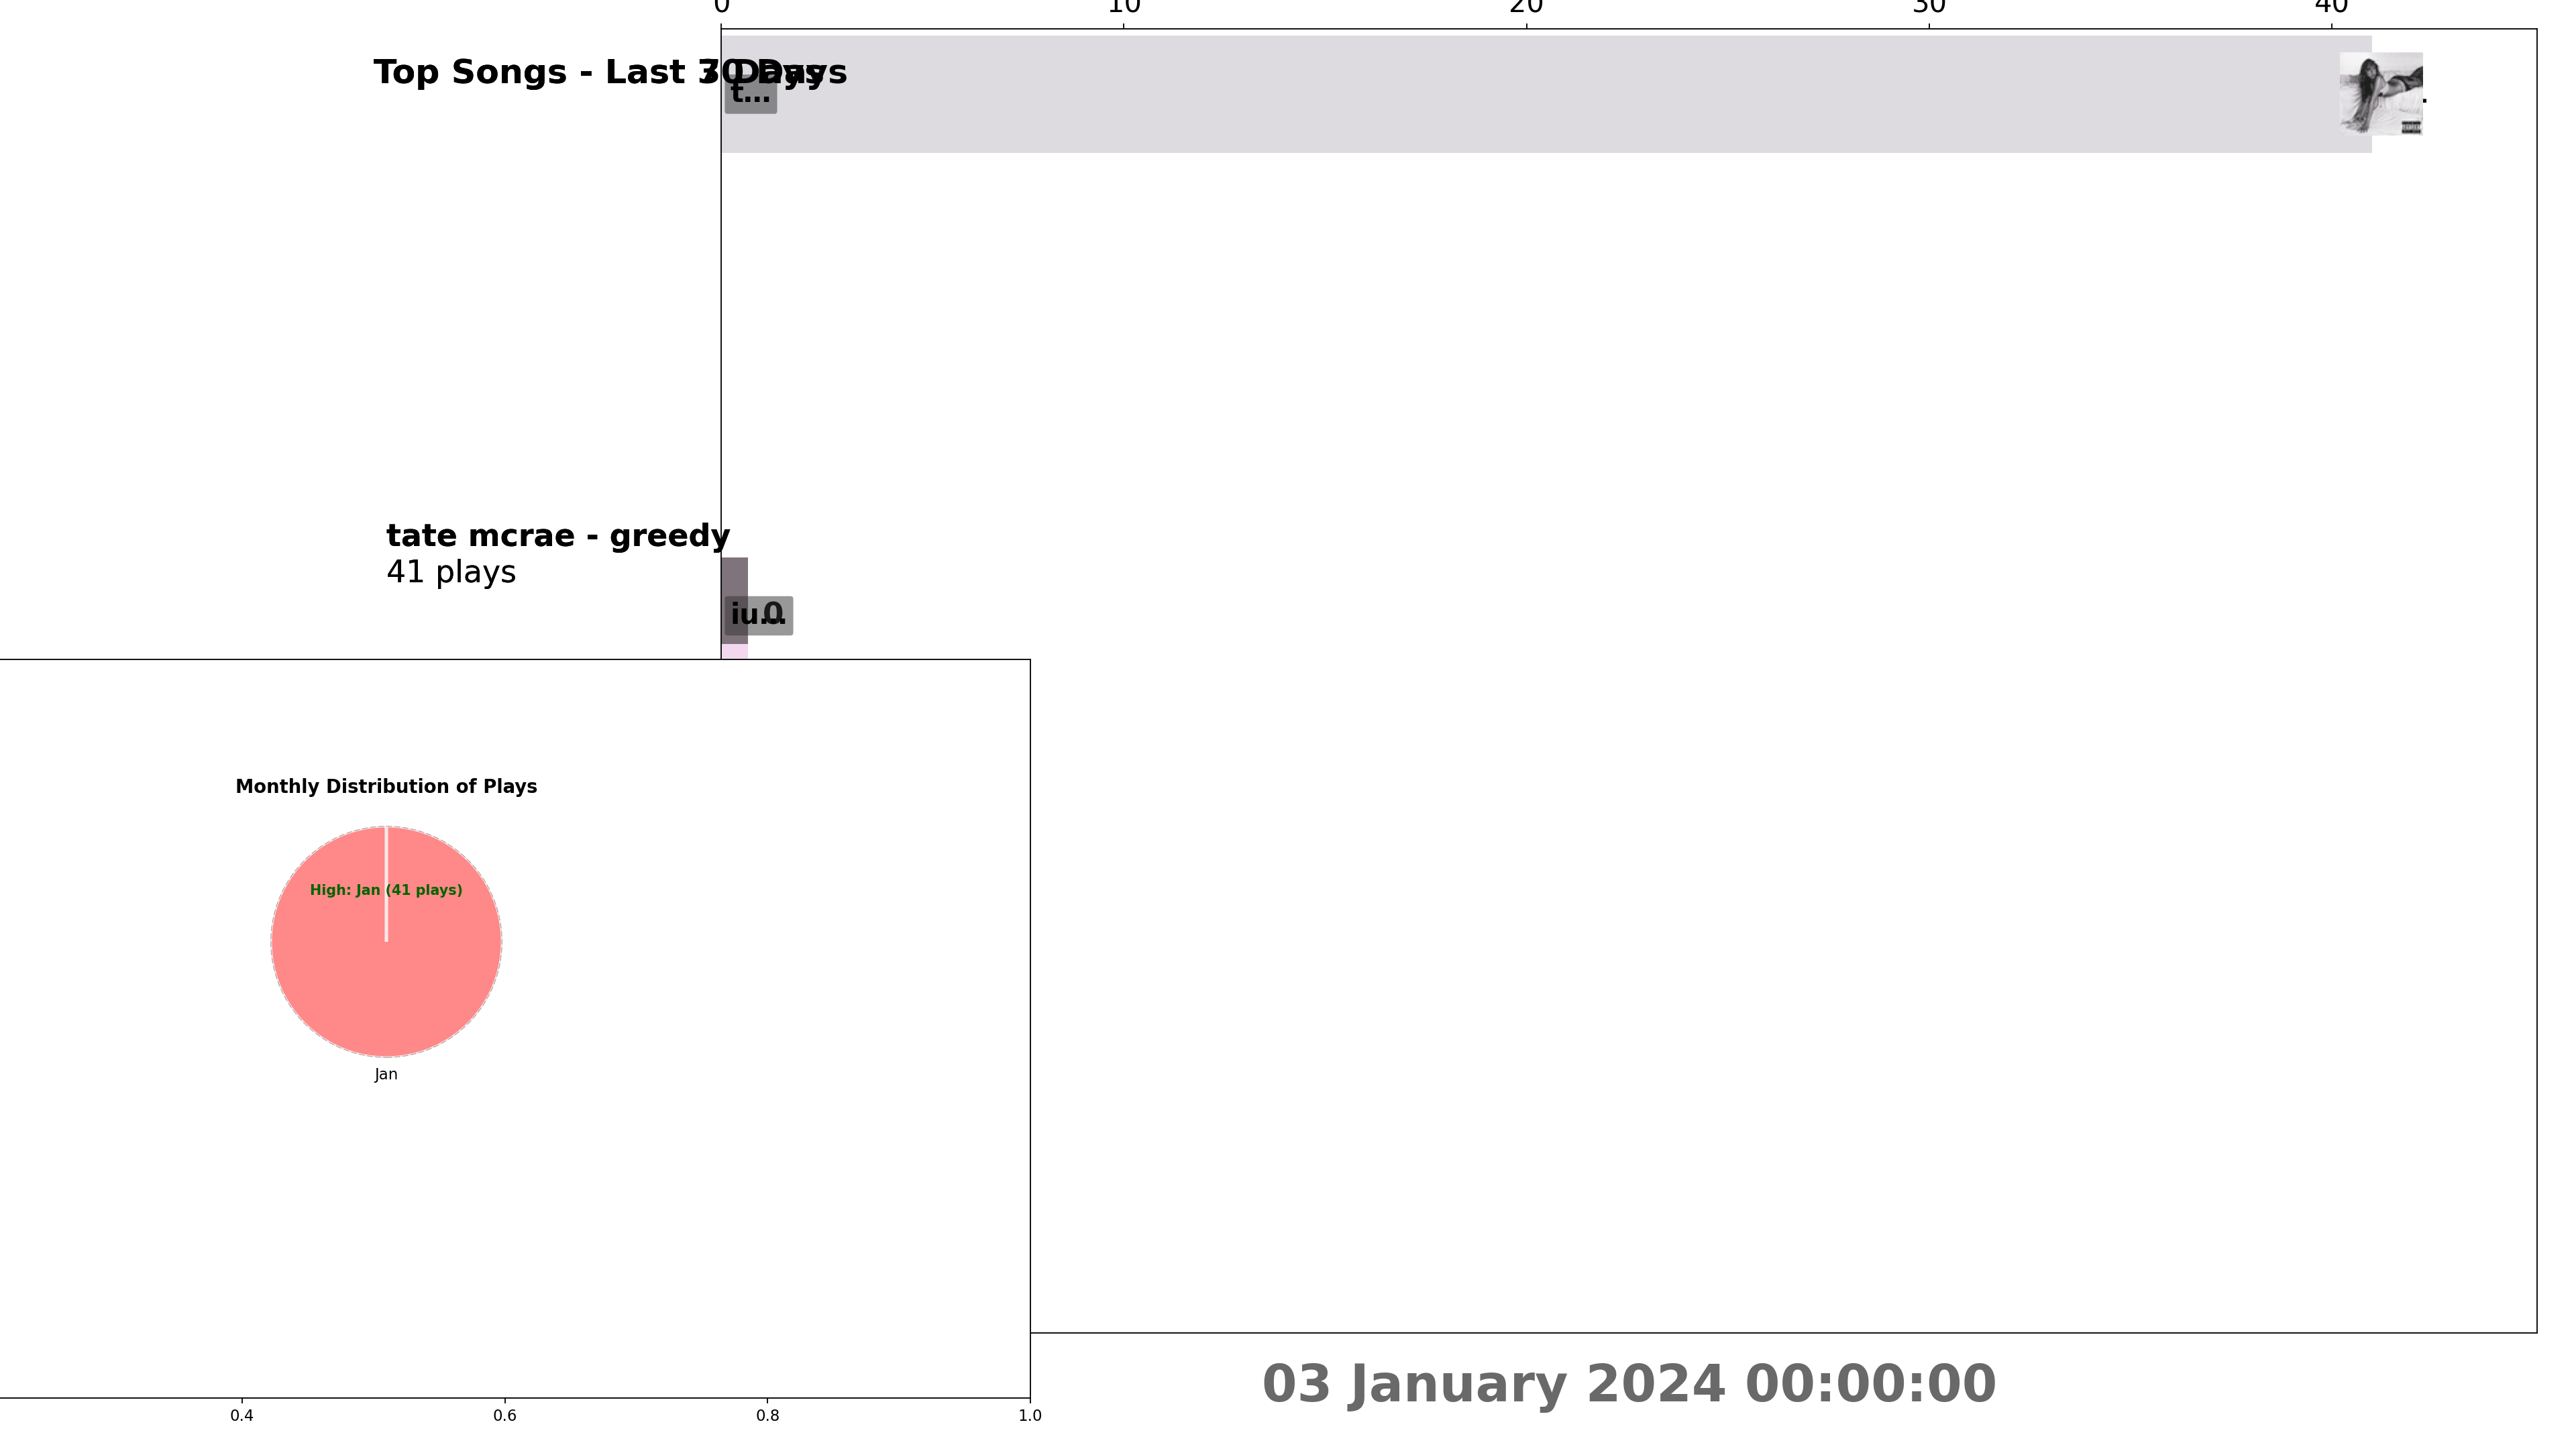 0 10 20 30 40
Top Songs - Last 30 Days
t...
tate mcrae - greedy
41 plays
iu...
0
Monthly Distribution of Plays
High: Jan (41 plays)
Jan
03 January 2024 00:00:00
0.4 0.6 0.8 1.0